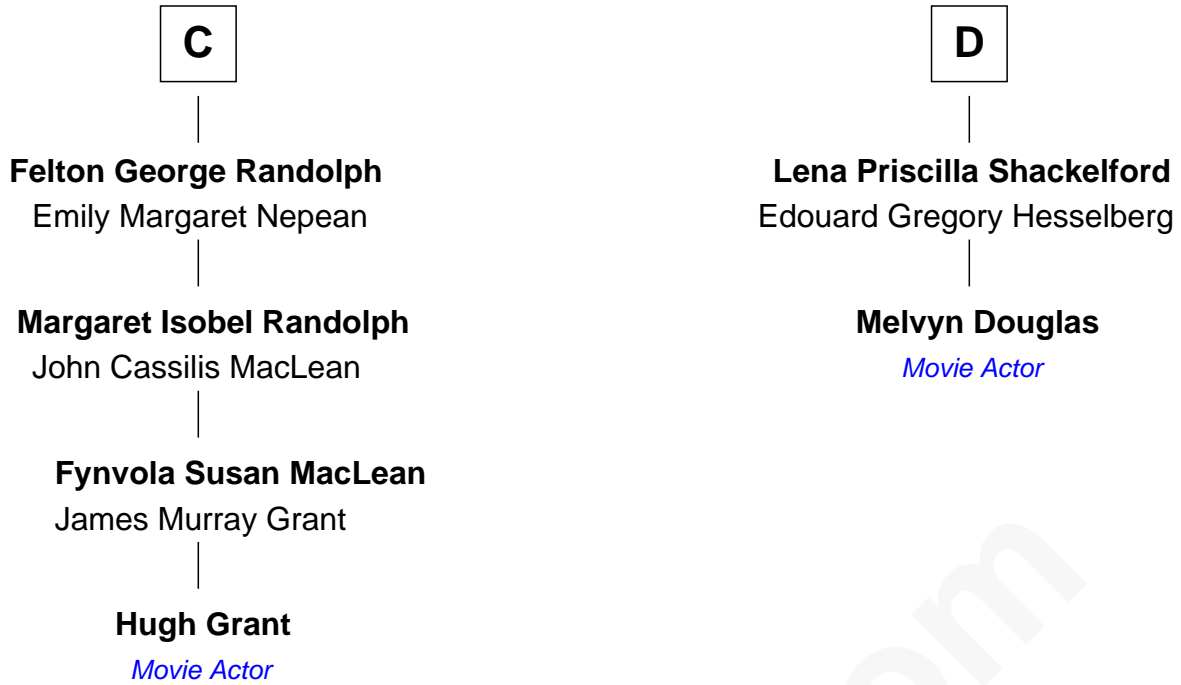 C
Felton George Randolph
Emily Margaret Nepean
Margaret Isobel Randolph
John Cassilis MacLean
Fynvola Susan MacLean
James Murray Grant
Hugh Grant
Movie Actor
D
Lena Priscilla Shackelford
Edouard Gregory Hesselberg
Melvyn Douglas
Movie Actor
om